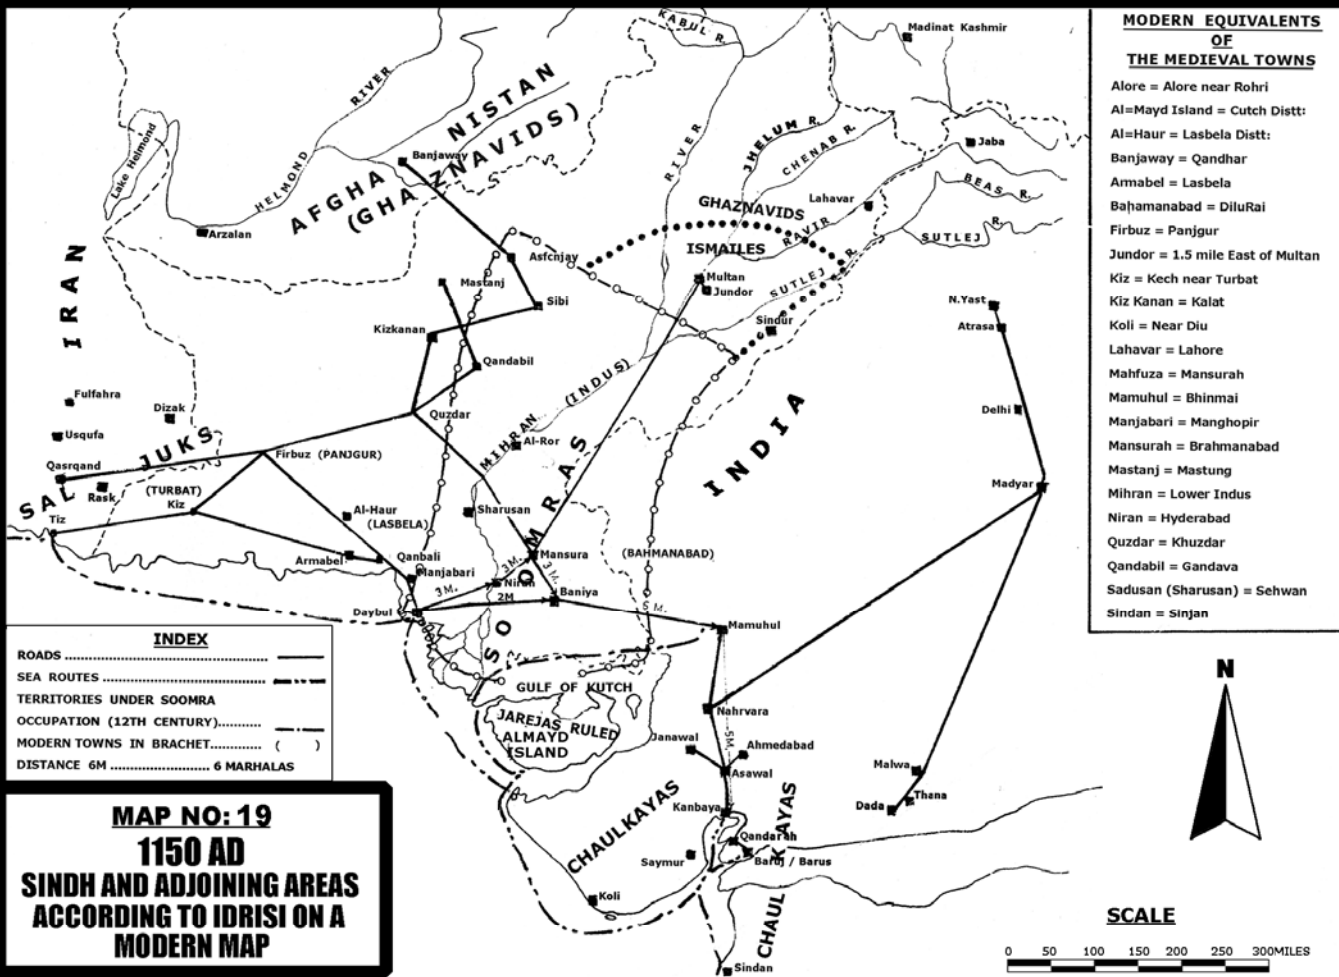 KABUL R.
Madinat Kashmir
MODERN EQUIVALENTS
OF
THE MEDIEVAL TOWNS
Alore = Alore near Rohri
Al=Mayd Island = Cutch Distt:
Al=Haur = Lasbela Distt:
Banjaway = Qandhar
Armabel = Lasbela
Bahamanabad = DiluRai
Firbuz = Panjgur
Jundor = 1.5 mile East of Multan
Kiz = Kech near Turbat
Kiz Kanan = Kalat
Koli = Near Diu
Lahavar = Lahore
Mahfuza = Mansurah
Mamuhul = Bhinmai
Manjabari = Manghopir
Mansurah = Brahmanabad
Mastanj = Mastung
Mihran = Lower Indus
Niran = Hyderabad
Quzdar = Khuzdar
Qandabil = Gandava
Sadusan (Sharusan) = Sehwan
Sindan = Sinjan
RIVER
HELMOND
Lake Helmond
AFGHA NISTAN
(GHAZNAVIDS)
Banjaway
RIVER
JHELUM R.
CHENAB R.
Jaba
BEAS R.
Lahavar
GHAZNAVIDS
RAVIR
SUTLEJ R.
ISMAILES
Arzalan
IRAN
Asfcnjay
Mastanj
Multan
Jundor
SUTLEJ R.
Sibi
N.Yast
Sindur
Atrasa
Kizkanan
Qandabil
(INDUS)
INDIA
Fulfahra
Dizak
Quzdar
Delhi
MIHRAN
Usqufa
Al-Ror
SAL JUKS
Firbuz (PANJGUR)
Qasrqand
Rask
(TURBAT)
Kiz
Madyar
Al-Haur
(LASBELA)
Sharusan
Tiz
SOOMRAS
Armabel
Qanbali
Mansura
(BAHMANABAD)
3M.
3M.
Manjabari
Niran
3M.
2M
Baniya
5 M.
Daybul
Mamuhul
INDEX
ROADS
SEA ROUTES
TERRITORIES UNDER SOOMRA
OCCUPATION (12TH CENTURY)
MODERN TOWNS IN BRACHET ( )
DISTANCE 6M 6 MARHALAS
GULF OF KUTCH
JAREJAS RULED
ALMAYD
ISLAND
Nahrvara
Janawal
5M.
Ahmedabad
Asawal
Malwa
Thana
Dada
Kanbaya
CHAULKAYAS
CHAULKAYAS
Qandarah
Baruj / Barus
Saymur
Koli
Sindan
MAP NO: 19
1150 AD
SINDH AND ADJOINING AREAS
ACCORDING TO IDRISI ON A
MODERN MAP
N
SCALE
0 50 100 150 200 250 300MILES